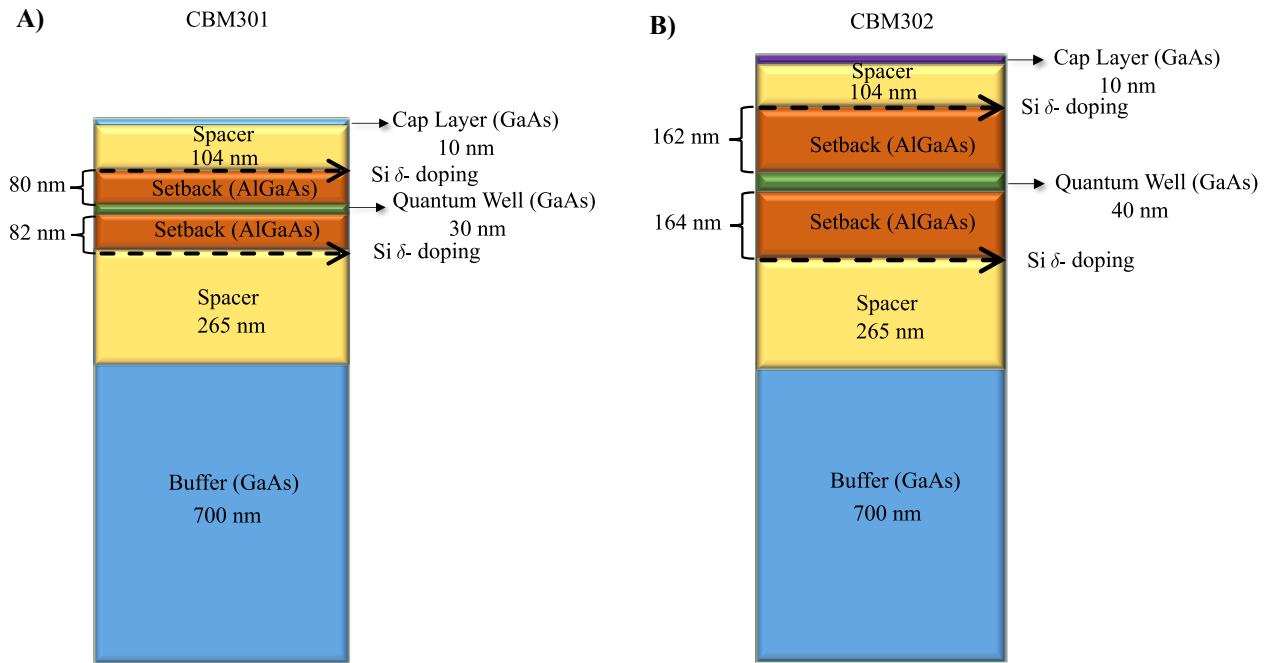 A)
CBM301
Cap Layer (GaAs)
10 nm
Spacer
104 nm
Si δ- doping
80 nm
Setback (AlGaAs)
Quantum Well (GaAs)
30 nm
82 nm
Setback (AlGaAs)
Si δ- doping
Spacer
265 nm
Buffer (GaAs)
700 nm
B)
CBM302
Cap Layer (GaAs)
10 nm
Spacer
104 nm
Si δ- doping
162 nm
Setback (AlGaAs)
Quantum Well (GaAs)
40 nm
164 nm
Setback (AlGaAs)
Si δ- doping
Spacer
265 nm
Buffer (GaAs)
700 nm